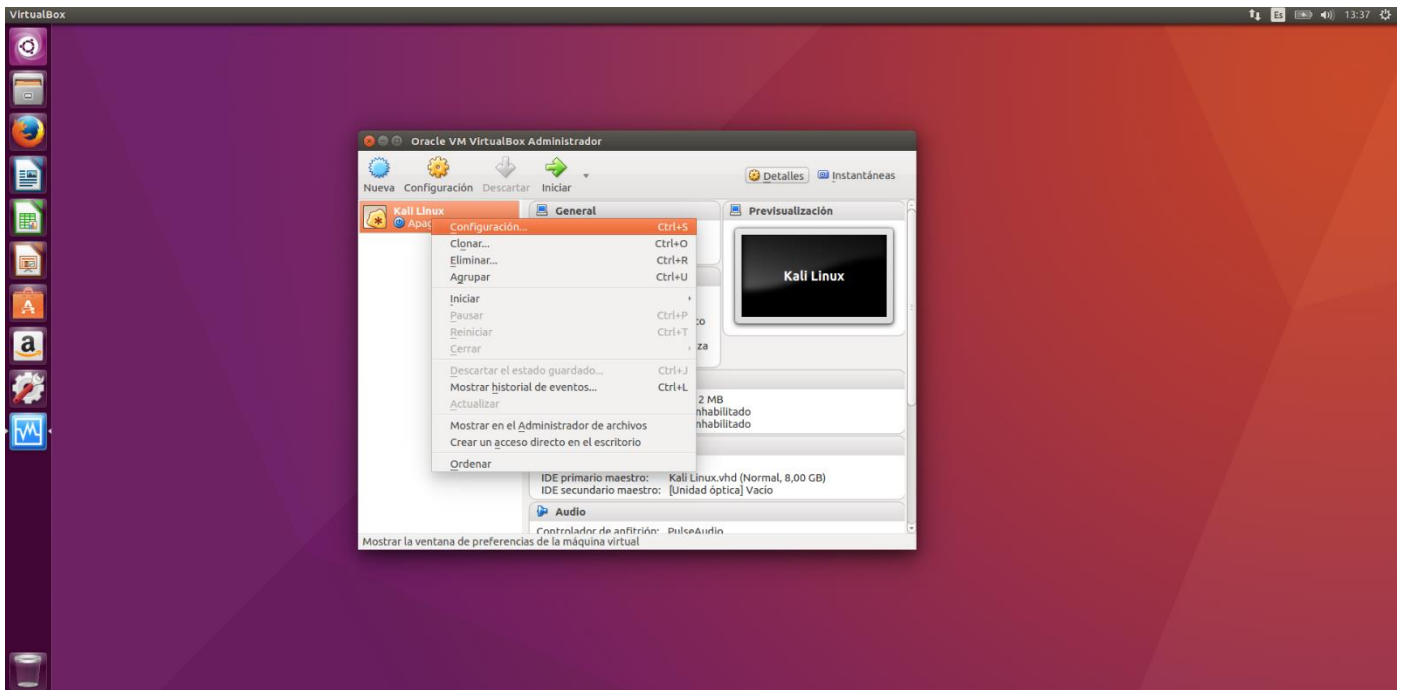 VirtualBox
Es 13:37
Oracle VM VirtualBox Administrador
Nueva Configuración Descartar Iniciar Detalles Instantáneas
Kali Linux
General
Previsualización
Configuración... Ctrl+S
Clonar... Ctrl+O
Eliminar... Ctrl+R
Agrupar Ctrl+U
Kali Linux
Iniciar
Pausar Ctrl+P
Reiniciar Ctrl+T
Cerrar
Descartar el estado guardado... Ctrl+J
Mostrar historial de eventos... Ctrl+L
Actualizar
Mostrar en el Administrador de archivos
Crear un acceso directo en el escritorio
Ordenar
2 MB
nhabilitado
nhabilitado
IDE primario maestro: Kali Linux.vhd (Normal, 8,00 GB)
IDE secundario maestro: [Unidad óptica] Vacío
Audio
Controlador de anfitrión: PulseAudio
Mostrar la ventana de preferencias de la máquina virtual